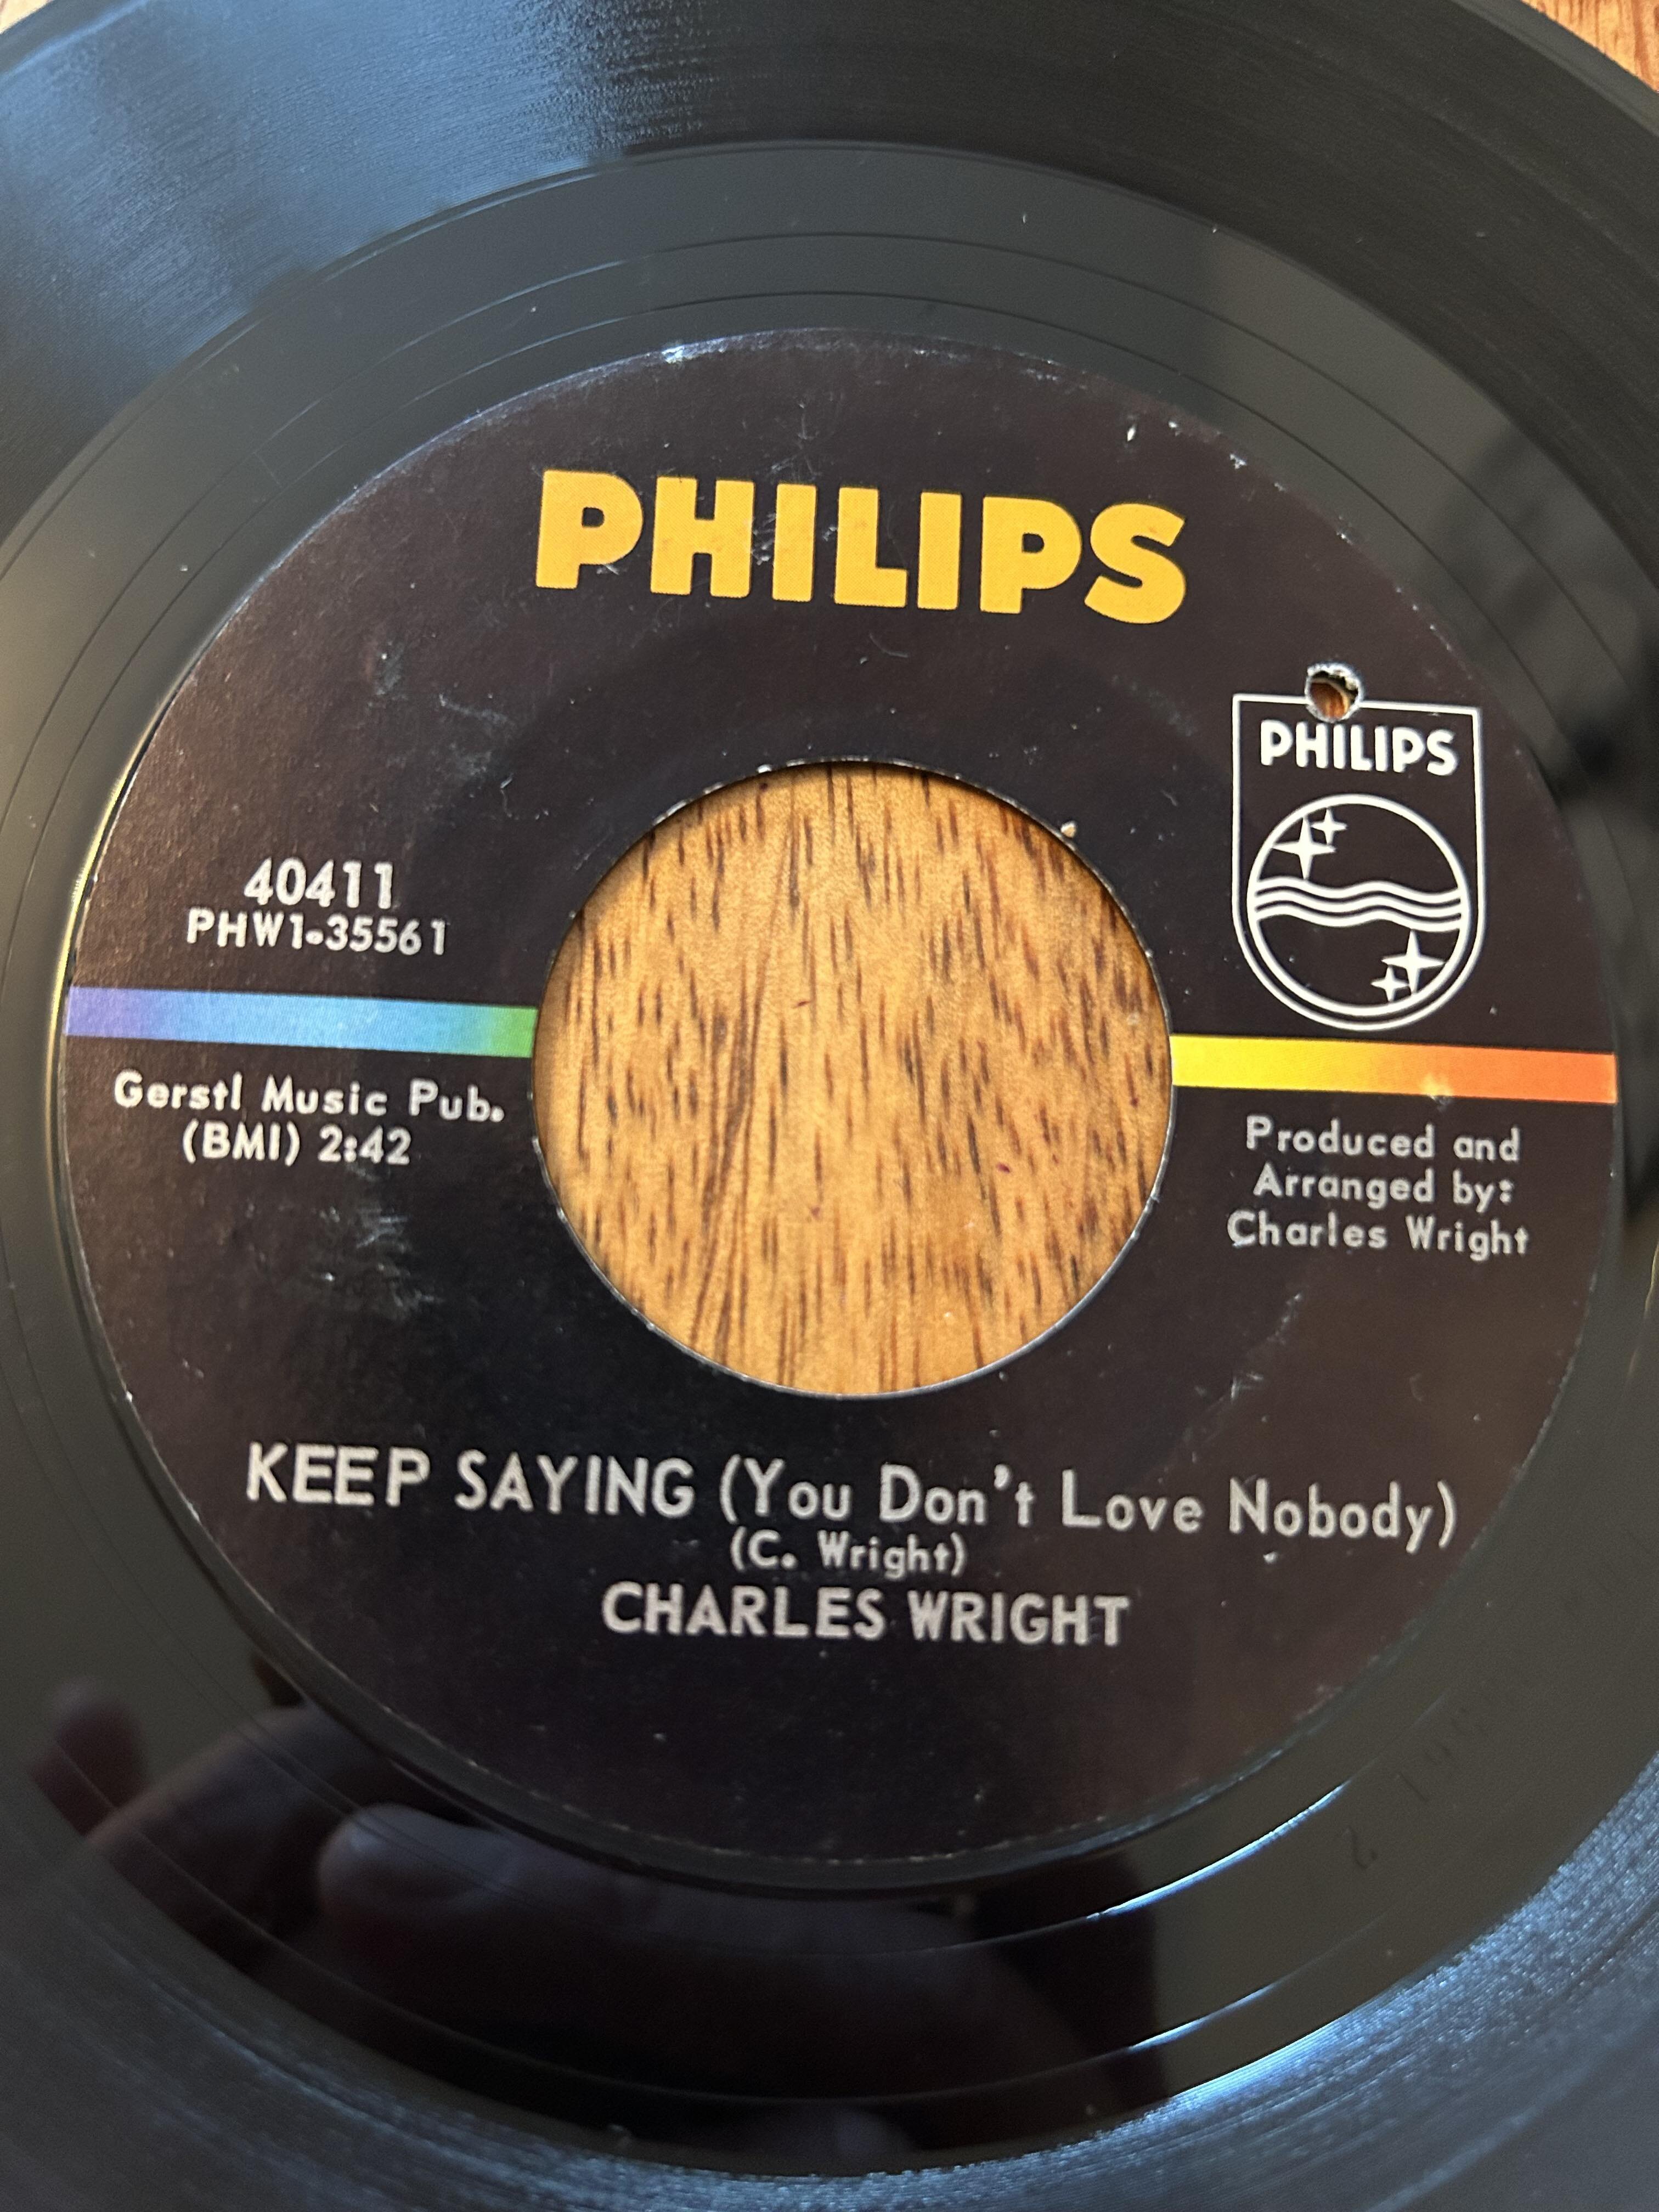 PHILIPS
PHILIPS
40411
PHW1-35561
Gerstl Music Pub.
(BMI) 2:42
Produced and
Arranged by:
Charles Wright
KEEP SAYING (You Don't Love Nobody)
(C. Wright)
CHARLES WRIGHT